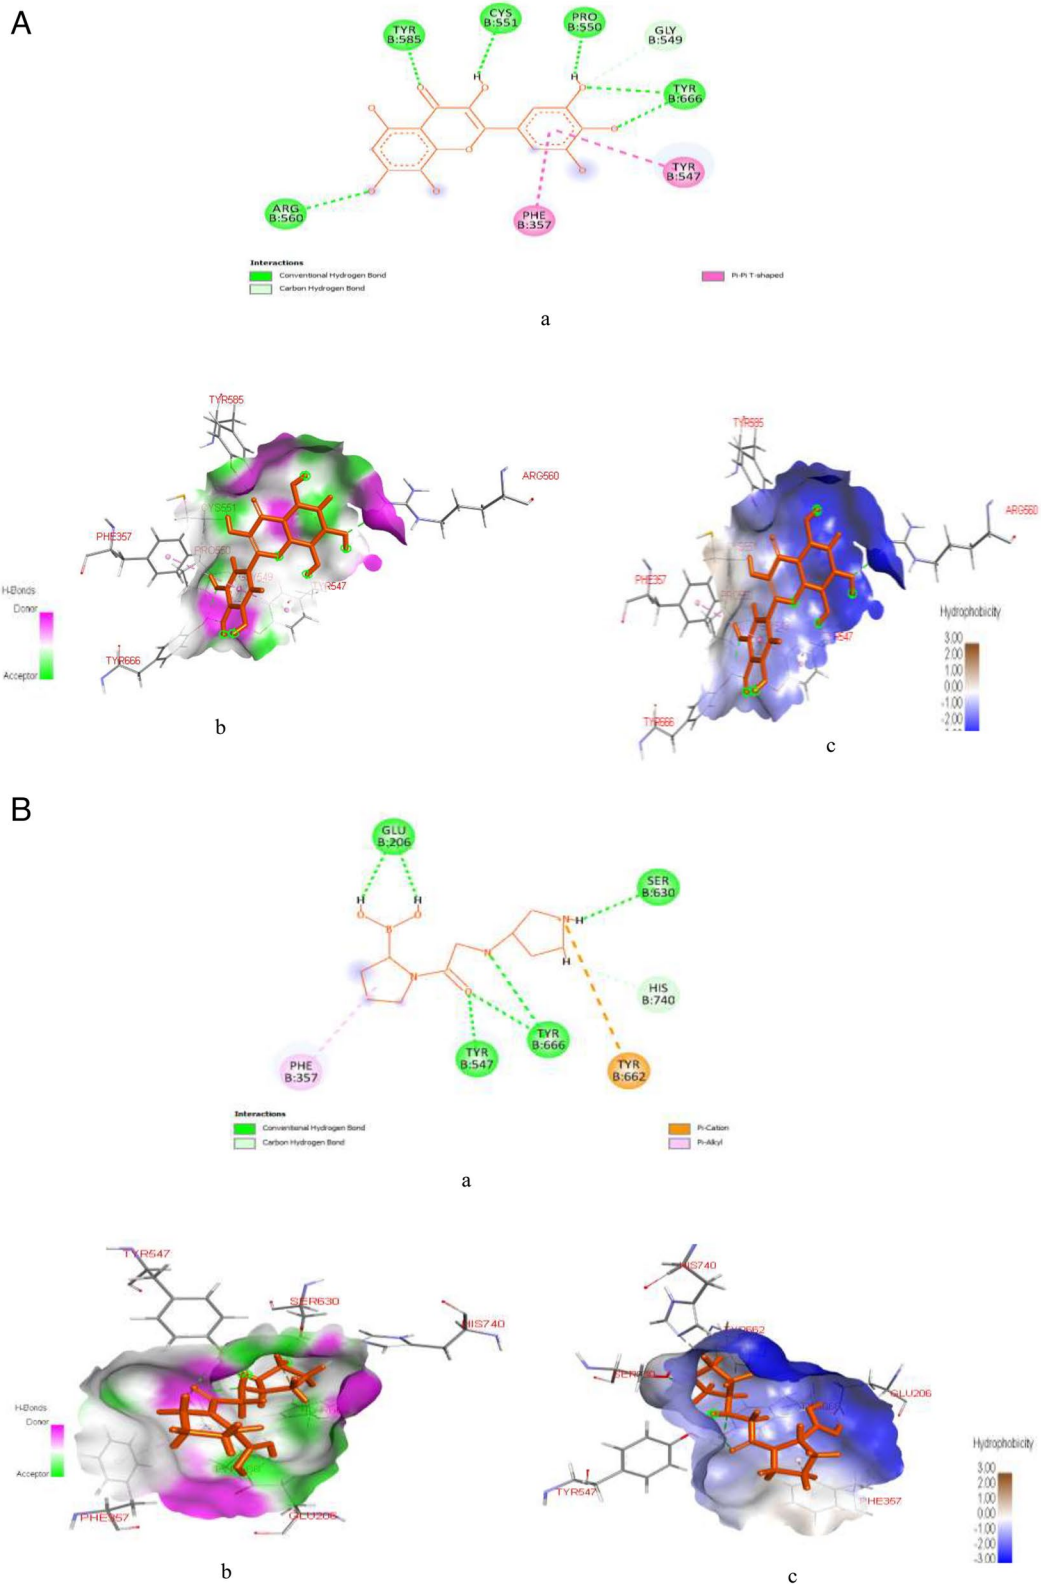 A
TYR
B:585
CYS
B:551
PRO
B:550
GLY
B:549
TYR
B:666
TYR
B:547
PHE
B:357
ARG
B:560
H
H
O
O
O
O
O
O
O
O
O
Interactions
Conventional Hydrogen Bond
Carbon Hydrogen Bond
Pi-Pi T-shaped
a
TYR585
ARG560
YS551
PHE357
TYR547
TYR666
H-Bonds
Donor
Acceptor
b
TYR585
ARG560
PHE357
H547
TYR666
Hydrophobicity
3.00
2.00
1.00
0.00
-1.00
-2.00
c
B
GLU
B:206
SER
B:630
HIS
B:740
TYR
B:666
TYR
B:547
TYR
B:662
PHE
B:357
H
H
O
O
B
N
N
O
N
H
H
Interactions
Conventional Hydrogen Bond
Carbon Hydrogen Bond
Pi-Cation
Pi-Alkyl
a
TYR547
SER630
HIS740
PHE357
GLU206
H-Bonds
Donor
Acceptor
b
HIS740
GLU206
TYR547
HE357
Hydrophobicity
3.00
2.00
1.00
0.00
-1.00
-2.00
-3.00
c